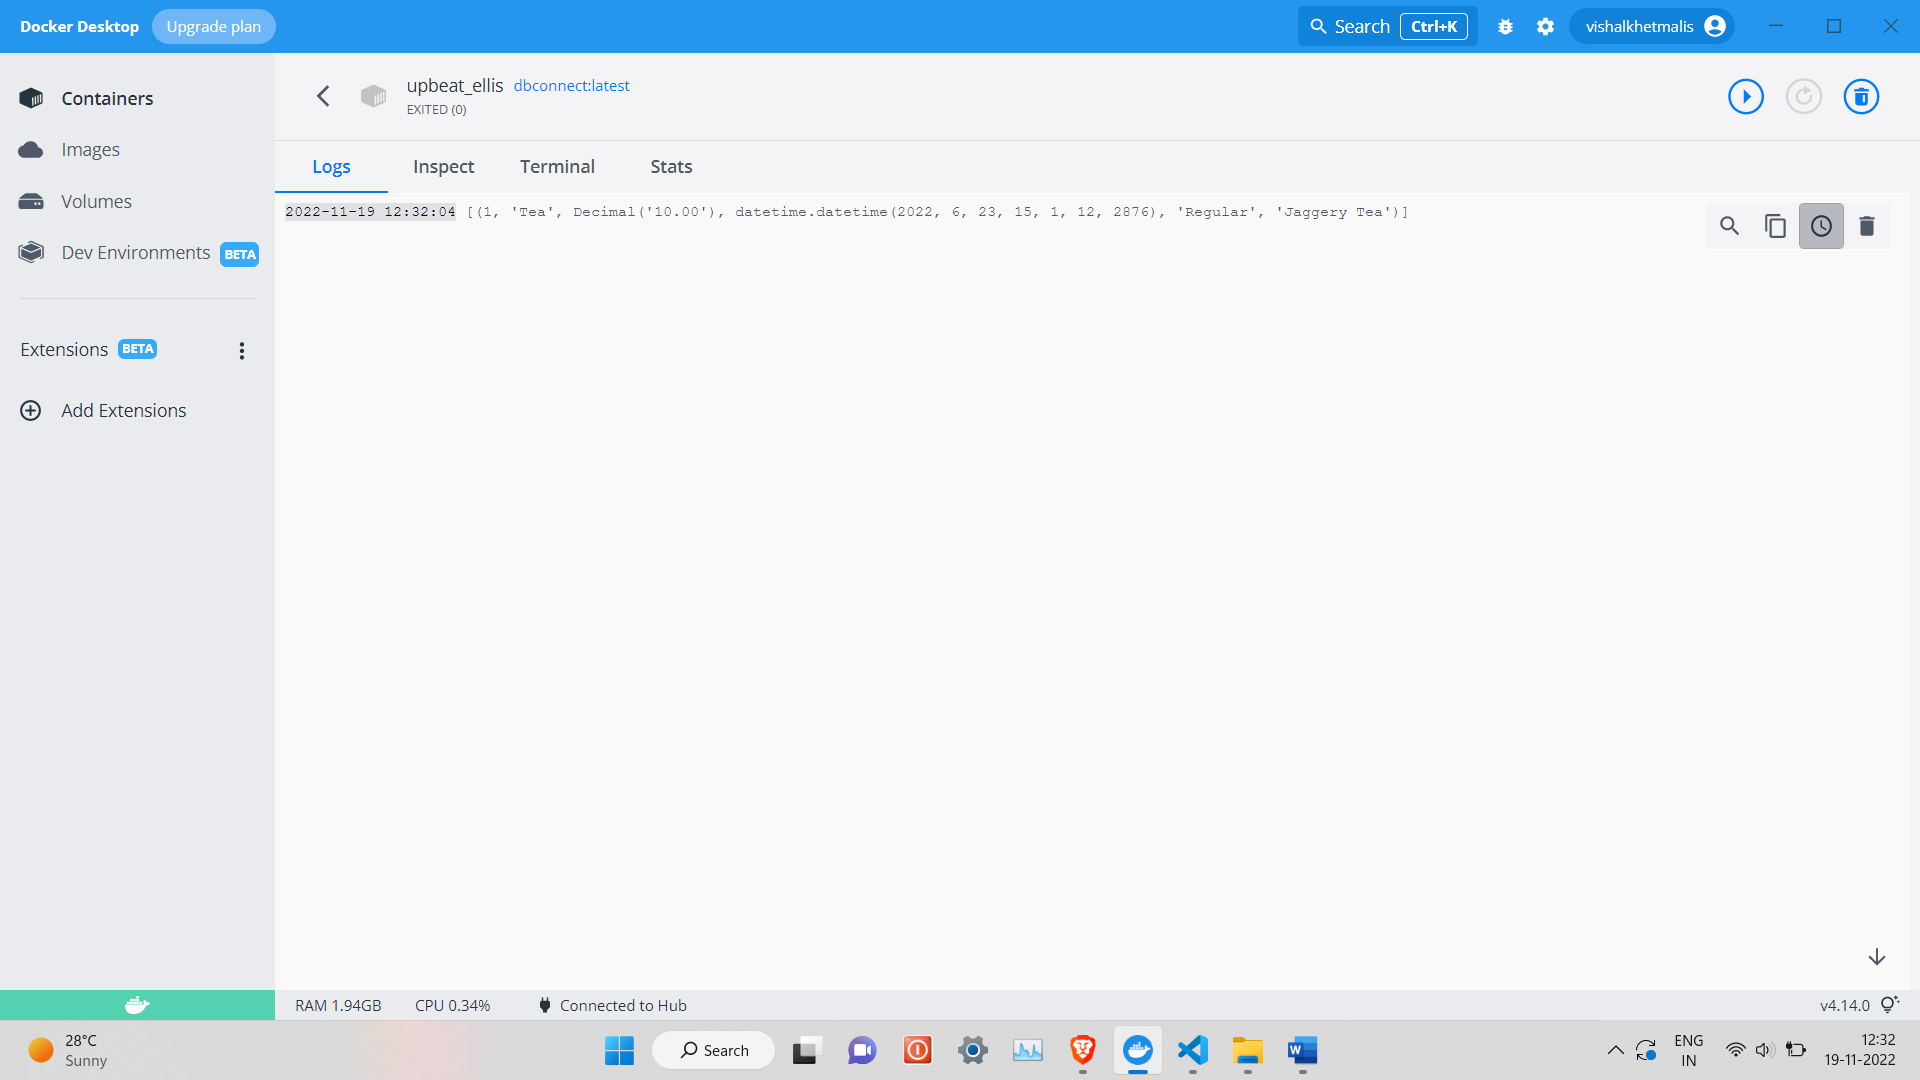 Docker Desktop Upgrade plan Search Ctrl+K vishalkhetmalis
Containers
Images
Volumes
Dev Environments BETA
Extensions BETA
Add Extensions
upbeat_ellis dbconnect:latest
EXITED (0)
Logs Inspect Terminal Stats
2022-11-19 12:32:04 [(1, 'Tea', Decimal('10.00'), datetime.datetime(2022, 6, 23, 15, 1, 12, 2876), 'Regular', 'Jaggery Tea')]
RAM 1.94GB CPU 0.34% Connected to Hub v4.14.0
28°C
Sunny
Search
W
ENG
IN
12:32
19-11-2022